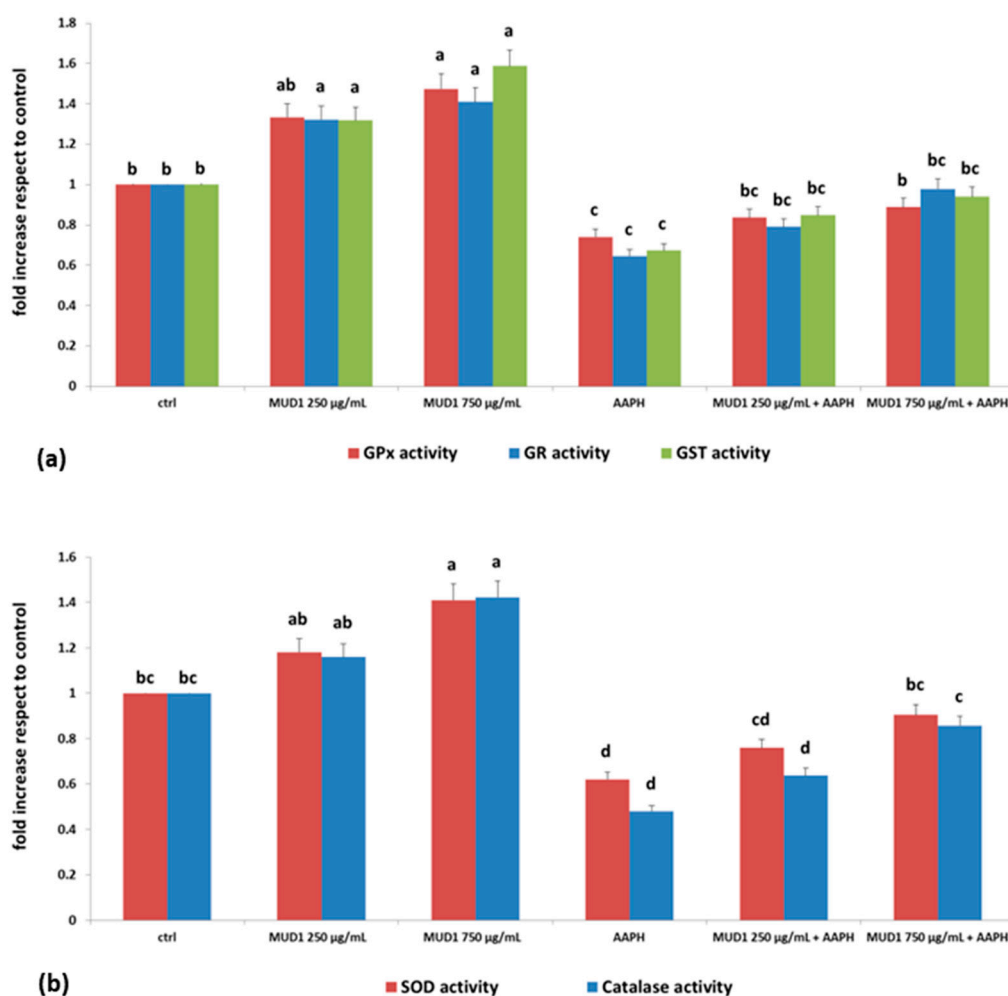 1.8
1.6
1.4
1.2
1
0.8
0.6
0.4
0.2
0
fold increase respect to control
b b b
ab a a
a a a
c c c
bc bc bc
b bc bc
ctrl MUD1 250 µg/mL MUD1 750 µg/mL AAPH MUD1 250 µg/mL + AAPH MUD1 750 µg/mL + AAPH
(a) GPx activity GR activity GST activity
1.6
1.4
1.2
1
0.8
0.6
0.4
0.2
0
fold increase respect to control
bc bc
ab ab
a a
d d
cd d
bc c
ctrl MUD1 250 µg/mL MUD1 750 µg/mL AAPH MUD1 250 µg/mL + AAPH MUD1 750 µg/mL + AAPH
(b) SOD activity Catalase activity